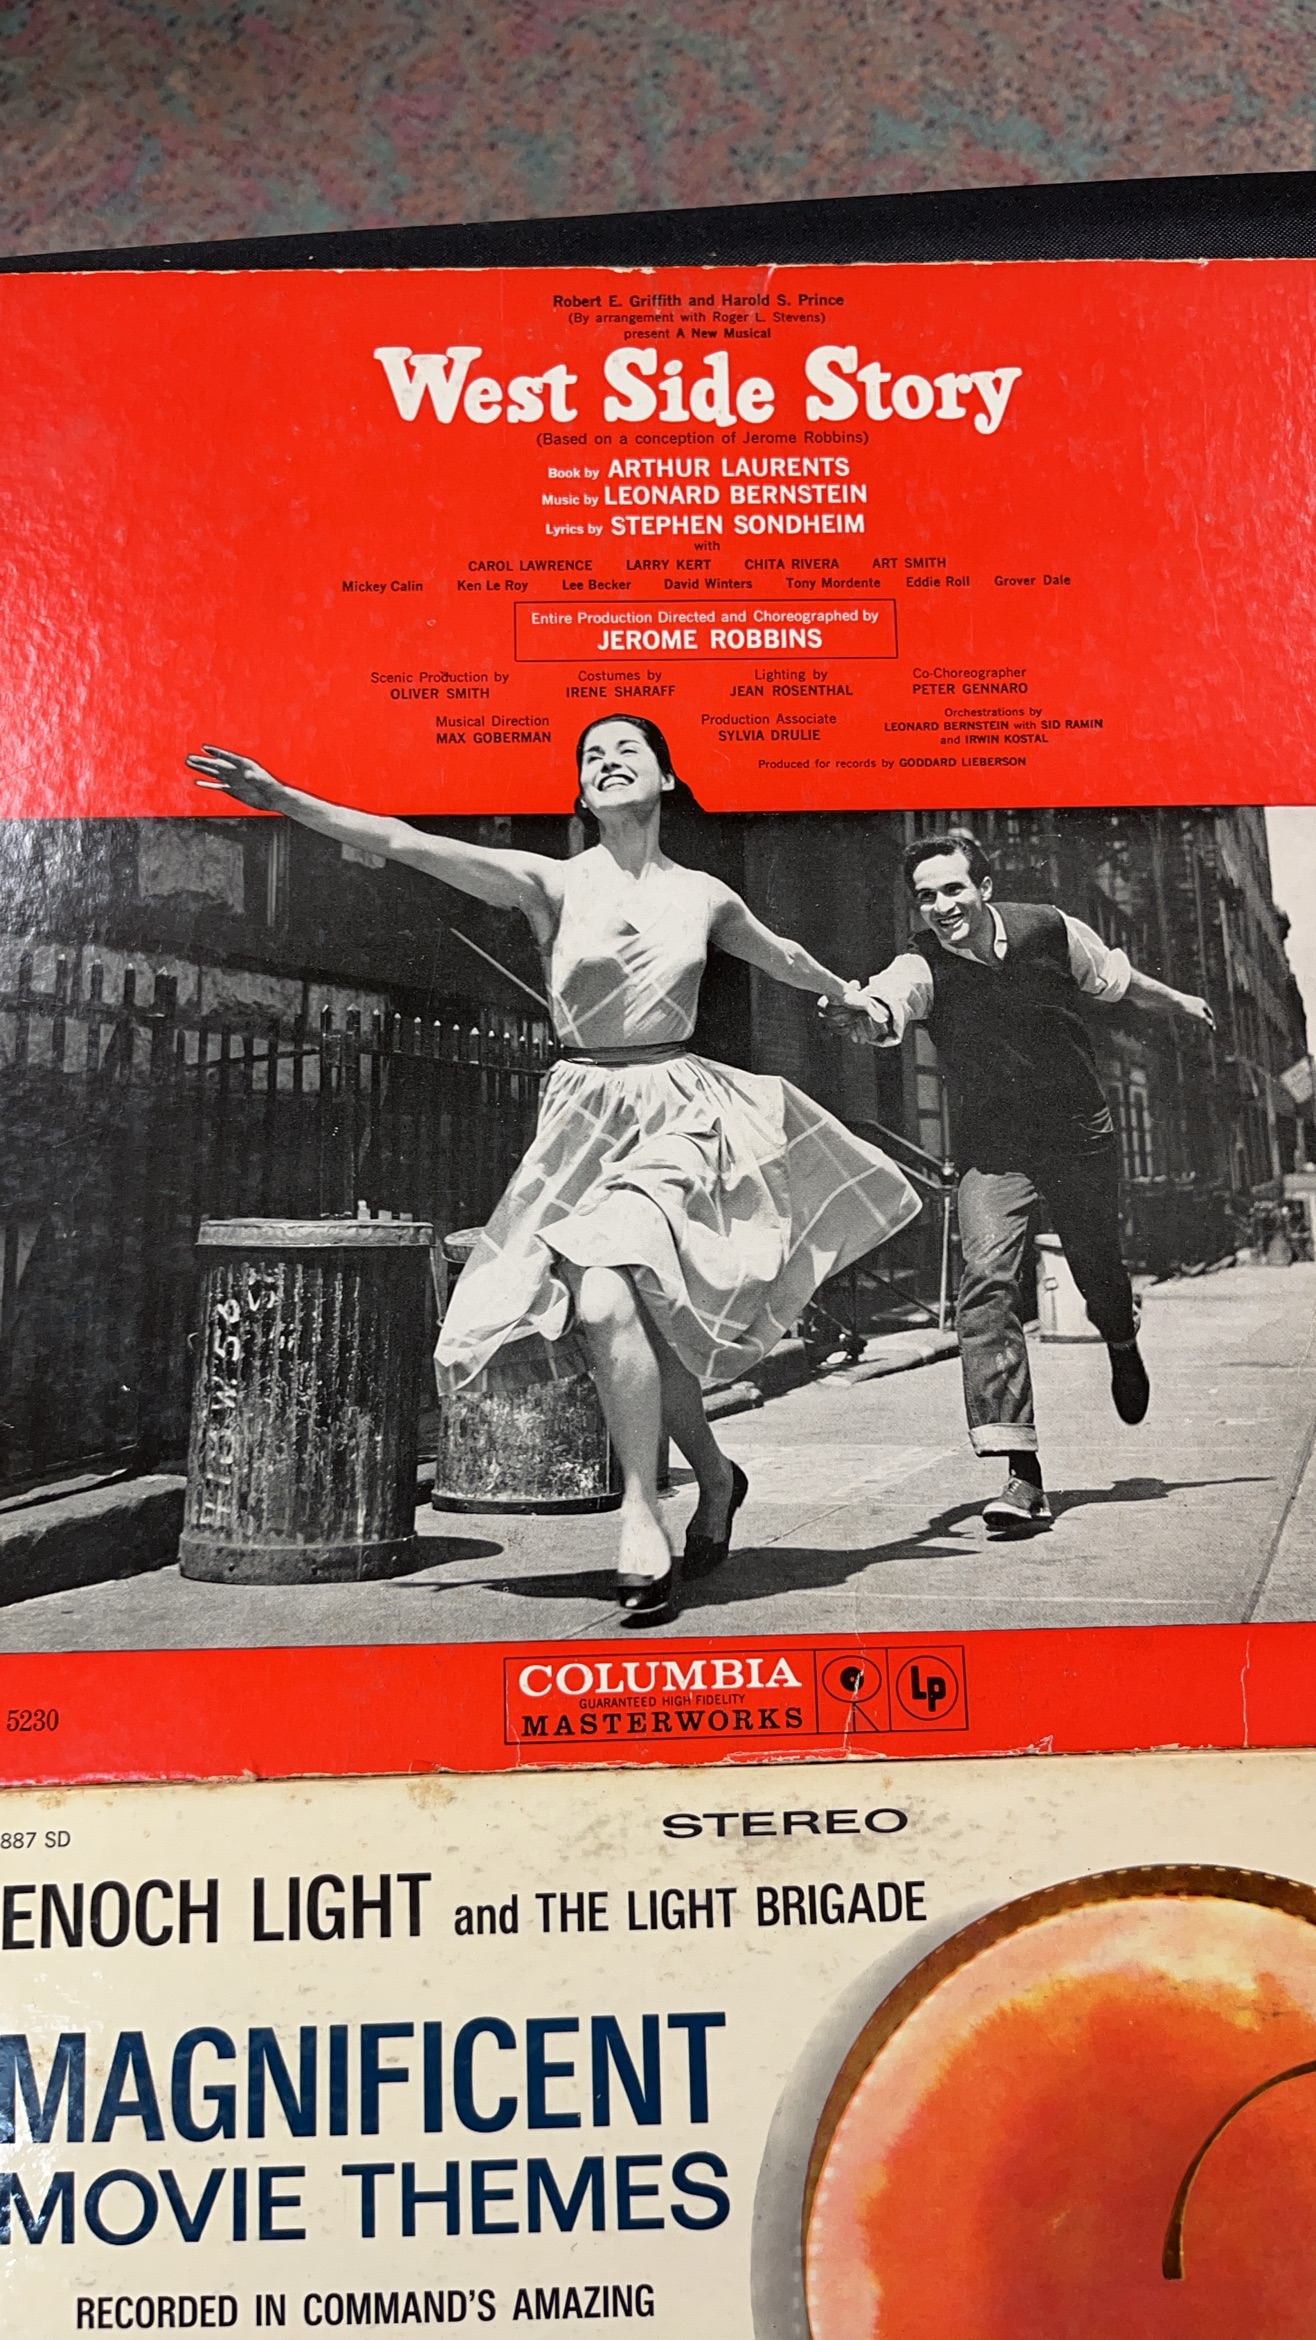 Robert E. Griffith and Harold S. Prince
(By arrangement with Roger L. Stevens)
present A New Musical
West Side Story
(Based on a conception of Jerome Robbins)
Book by ARTHUR LAURENTS
Music by LEONARD BERNSTEIN
Lyrics by STEPHEN SONDHEIM
with
CAROL LAWRENCE LARRY KERT CHITA RIVERA ART SMITH
Mickey Calin Ken Le Roy Lee Becker David Winters Tony Mordente Eddie Roll Grover Dale
Entire Production Directed and Choreographed by
JEROME ROBBINS
Scenic Production by
OLIVER SMITH
Costumes by
IRENE SHARAFF
Lighting by
JEAN ROSENTHAL
Co-Choreographer
PETER GENNARO
Musical Direction
MAX GOBERMAN
Production Associate
SYLVIA DRULIE
Orchestrations by
LEONARD BERNSTEIN with SID RAMIN
and IRWIN KOSTAL
Produced for records by GODDARD LIEBERSON
5230
COLUMBIA
GUARANTEED HIGH FIDELITY
MASTERWORKS
Lp
887 SD
STEREO
ENOCH LIGHT and THE LIGHT BRIGADE
MAGNIFICENT
MOVIE THEMES
RECORDED IN COMMAND'S AMAZING